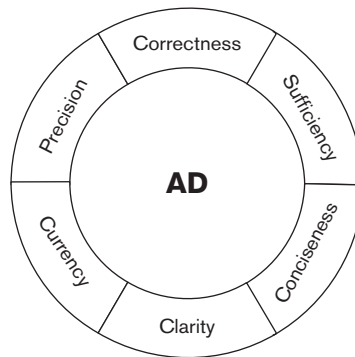 Correctness
Sufficiency
Conciseness
Clarity
Currency
Precision
AD